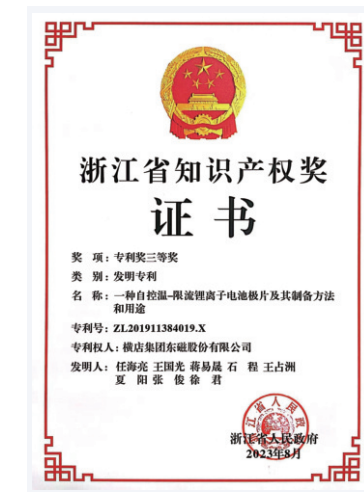 浙江省知识产权奖
证书
奖 项：专利奖三等奖
类 别：发明专利
名 称：一种自控温-限流锂离子电池极片及其制备方法
和用途
专利号：ZL201911384019.X
专利权人：横店集团东磁股份有限公司
发明人：任海亮 王国光 蒋易晟 石 程 王占洲
夏 阳 张 俊 徐 君
浙江省人民政府
2023年8月